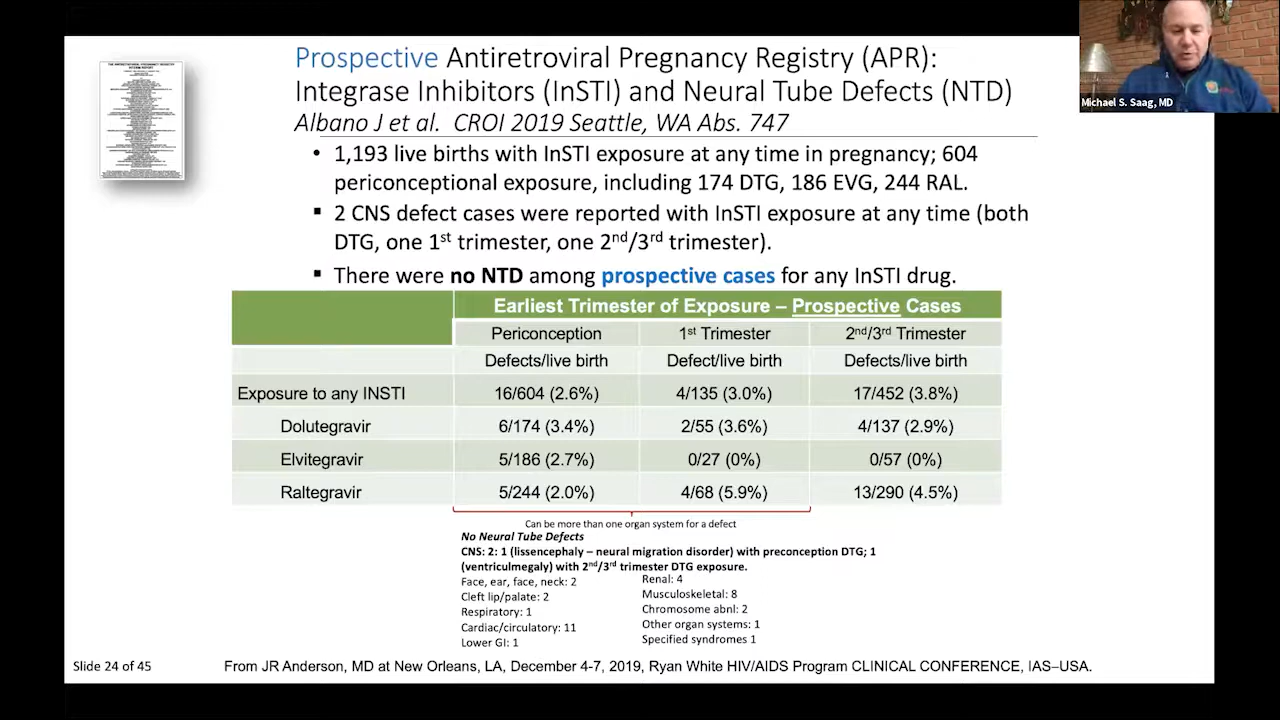 Prospective Antiretroviral Pregnancy Registry (APR):
Integrase Inhibitors (InSTI) and Neural Tube Defects (NTD)
Albano J et al. CROI 2019 Seattle, WA Abs. 747
Michael S. Saag, MD
• 1,193 live births with InSTI exposure at any time in pregnancy; 604
periconceptional exposure, including 174 DTG, 186 EVG, 244 RAL.
▪ 2 CNS defect cases were reported with InSTI exposure at any time (both
DTG, one 1st trimester, one 2nd/3rd trimester).
▪ There were no NTD among prospective cases for any InSTI drug.
Earliest Trimester of Exposure – Prospective Cases
Periconception 1st Trimester 2nd/3rd Trimester
Defects/live birth Defect/live birth Defects/live birth
Exposure to any INSTI 16/604 (2.6%) 4/135 (3.0%) 17/452 (3.8%)
Dolutegravir 6/174 (3.4%) 2/55 (3.6%) 4/137 (2.9%)
Elvitegravir 5/186 (2.7%) 0/27 (0%) 0/57 (0%)
Raltegravir 5/244 (2.0%) 4/68 (5.9%) 13/290 (4.5%)
Can be more than one organ system for a defect
No Neural Tube Defects
CNS: 2: 1 (lissencephaly – neural migration disorder) with preconception DTG; 1
(ventriculmegaly) with 2nd/3rd trimester DTG exposure.
Face, ear, face, neck: 2
Cleft lip/palate: 2
Respiratory: 1
Cardiac/circulatory: 11
Lower GI: 1
Renal: 4
Musculoskeletal: 8
Chromosome abnl: 2
Other organ systems: 1
Specified syndromes 1
Slide 24 of 45
From JR Anderson, MD at New Orleans, LA, December 4-7, 2019, Ryan White HIV/AIDS Program CLINICAL CONFERENCE, IAS–USA.